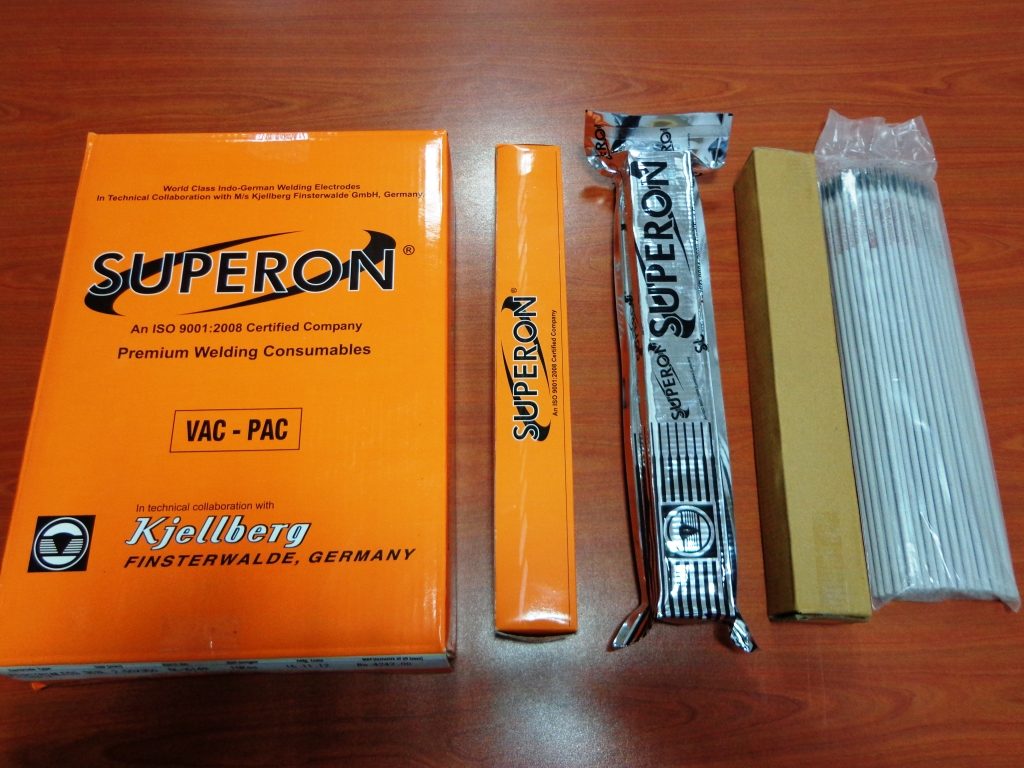 World Class Indo-German Welding Electrodes
In Technical Collaboration with M/s Kjellberg Finsterwalde GmbH, Germany.
SUPERON®
An ISO 9001:2008 Certified Company
Premium Welding Consumables
VAC - PAC
In technical collaboration with
Kjellberg
FINSTERWALDE, GERMANY
SUPERON®
An ISO 9001:2008 Certified Company
SUPERON
SUPERON